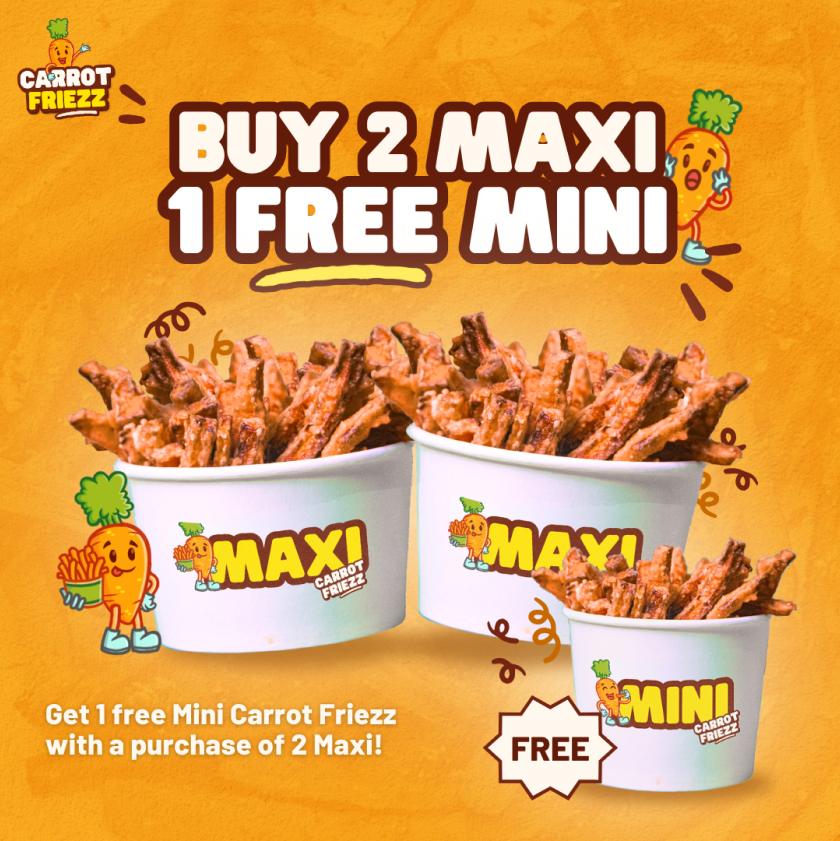 CARROT
FRIEZZ
BUY 2 MAXI
1 FREE MINI
MAXI
CARROT
FRIEZZ
MAXI
MINI
CARROT
FRIEZZ
Get 1 free Mini Carrot Friezz
with a purchase of 2 Maxi!
FREE